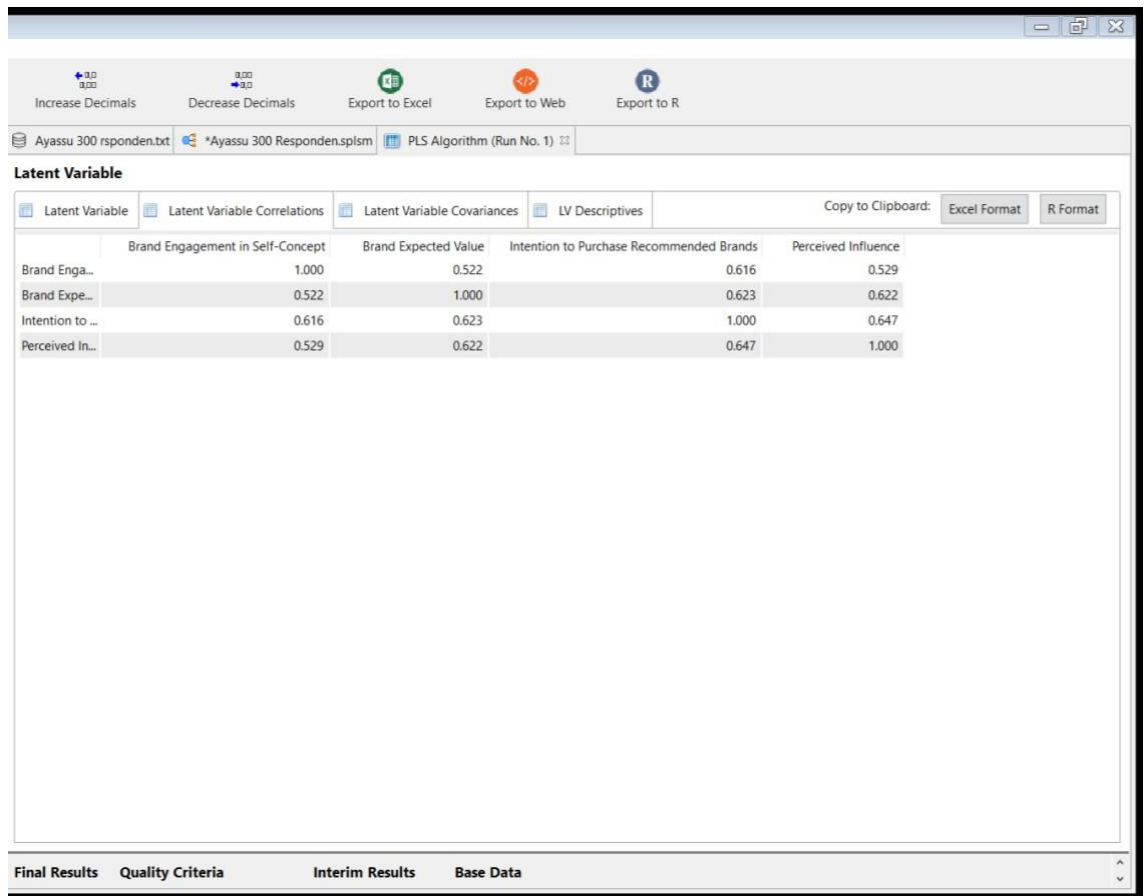 Increase Decimals Decrease Decimals Export to Excel Export to Web Export to R
Ayassu 300 rsponden.txt *Ayassu 300 Responden.splsm PLS Algorithm (Run No. 1)
Latent Variable
Latent Variable Latent Variable Correlations Latent Variable Covariances LV Descriptives Copy to Clipboard: Excel Format R Format
Brand Engagement in Self-Concept Brand Expected Value Intention to Purchase Recommended Brands Perceived Influence
Brand Enga... 1.000 0.522 0.616 0.529
Brand Expe... 0.522 1.000 0.623 0.622
Intention to ... 0.616 0.623 1.000 0.647
Perceived In... 0.529 0.622 0.647 1.000
Final Results Quality Criteria Interim Results Base Data